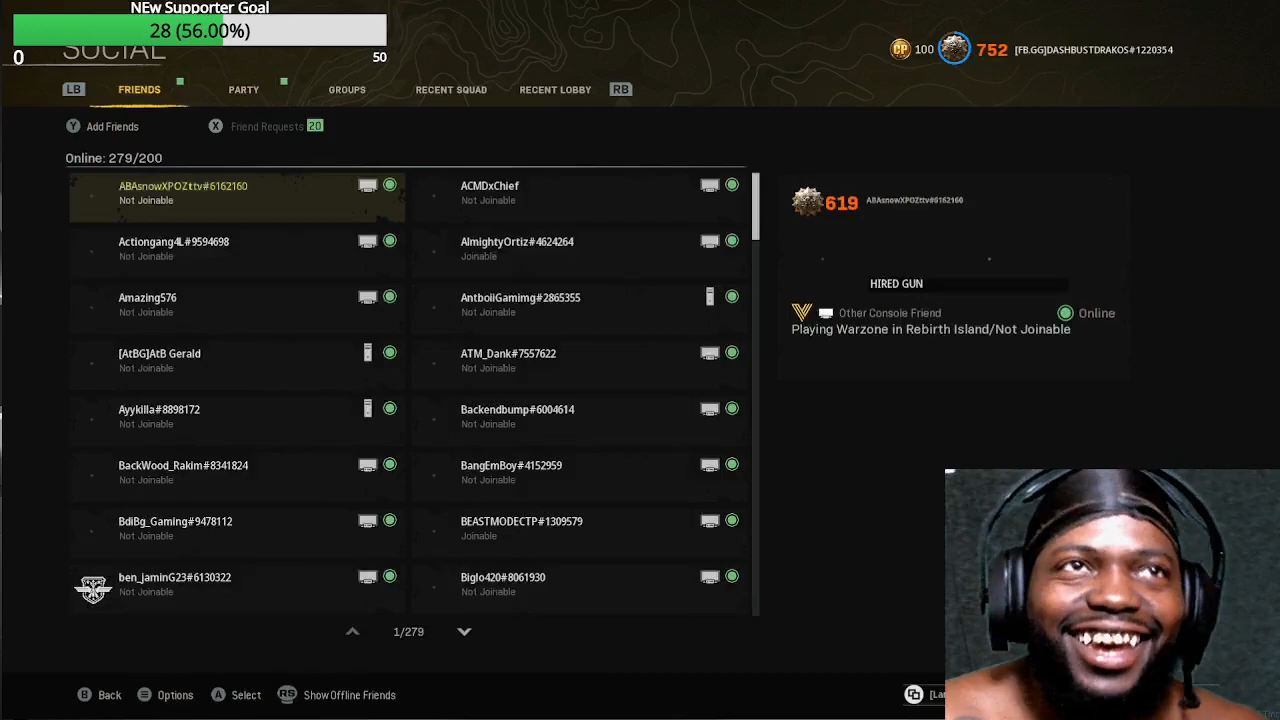 NEw Supporter Goal
28 (56.00%)
0
50
SOCIAL
CP 100 752 [FB.GG]DASHBUSTDRAKOS#1220354
LB FRIENDS PARTY GROUPS RECENT SQUAD RECENT LOBBY RB
Y Add Friends X Friend Requests 20
Online: 279/200
ABAsnowXPOZttv#6162160
Not Joinable
ACMDxChief
Not Joinable
Actiongang4L#9594698
Not Joinable
AlmightyOrtiz#4624264
Joinable
Amazing576
Not Joinable
AntboiiGamimg#2865355
Not Joinable
[AtBG]AtB Gerald
Not Joinable
ATM_Dank#7557622
Not Joinable
Ayykilla#8898172
Not Joinable
Backendbump#6004614
Not Joinable
BackWood_Rakim#8341824
Not Joinable
BangEmBoy#4152959
Not Joinable
BdiBg_Gaming#9478112
Not Joinable
BEASTMODECTP#1309579
Joinable
ben_jaminG23#6130322
Not Joinable
Biglo420#8061930
Not Joinable
1/279
619 ABAsnowXPOZttv#6162160
HIRED GUN
Other Console Friend Online
Playing Warzone in Rebirth Island/Not Joinable
B Back Options A Select RS Show Offline Friends